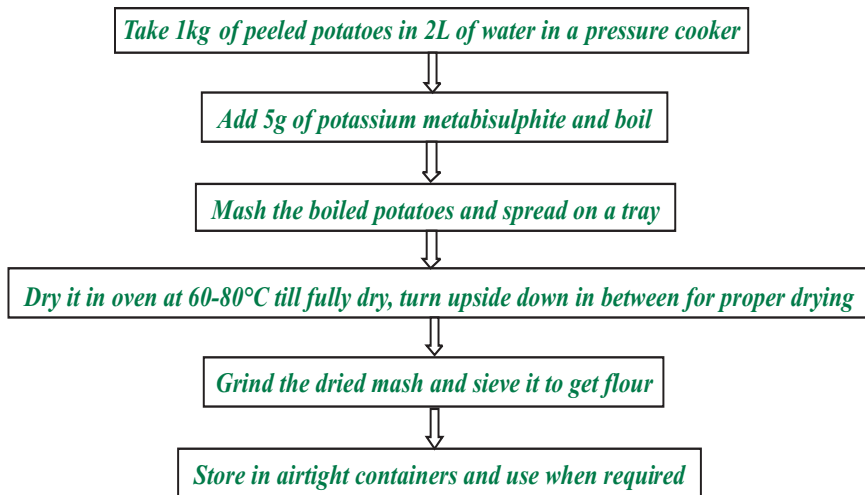 Take 1kg of peeled potatoes in 2L of water in a pressure cooker
Add 5g of potassium metabisulphite and boil
Mash the boiled potatoes and spread on a tray
Dry it in oven at 60-80°C till fully dry, turn upside down in between for proper drying
Grind the dried mash and sieve it to get flour
Store in airtight containers and use when required